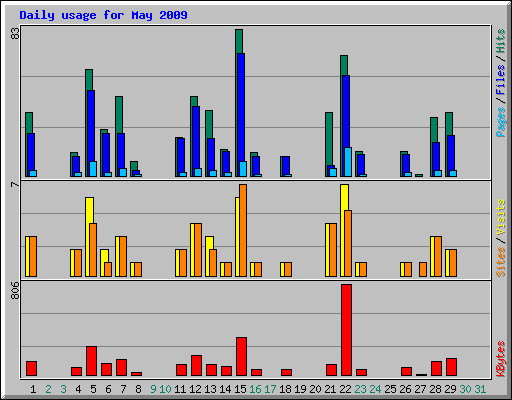 Daily usage for May 2009
83
Pages / Files / Hits
7
Sites / Visits
806
KBytes
1 2 3 4 5 6 7 8 9 10 11 12 13 14 15 16 17 18 19 20 21 22 23 24 25 26 27 28 29 30 31